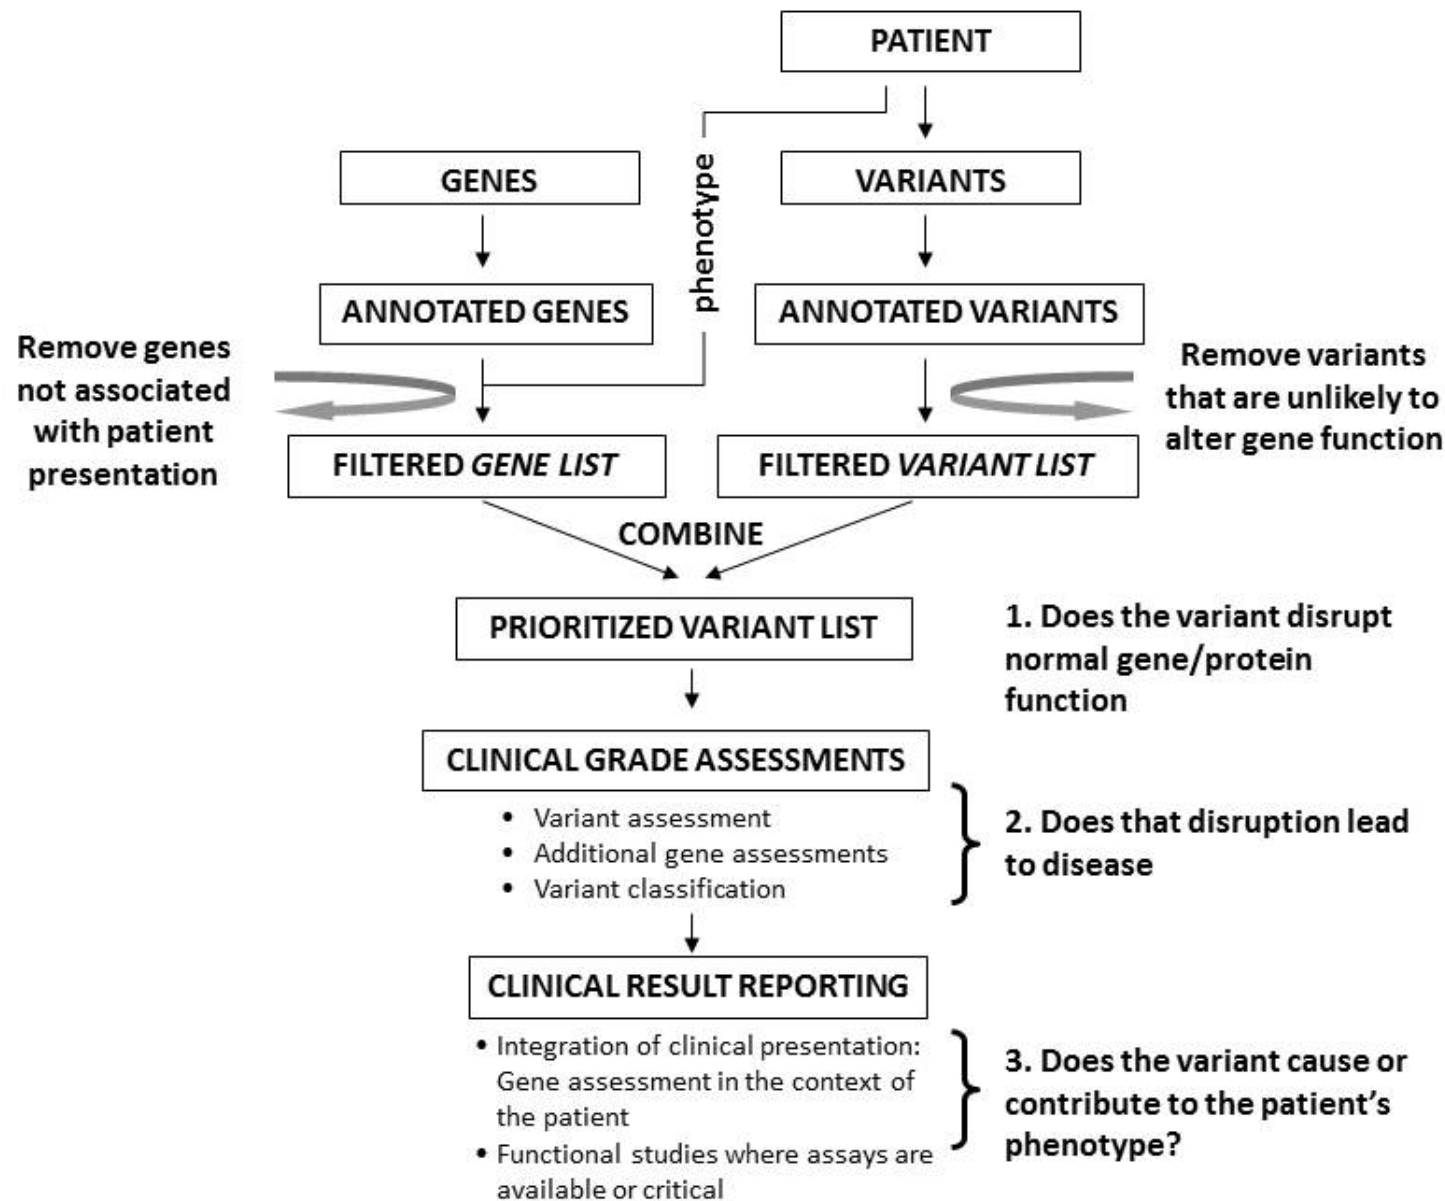 PATIENT
GENES
phenotype
VARIANTS
ANNOTATED GENES
ANNOTATED VARIANTS
Remove genes
not associated
with patient
presentation
Remove variants
that are unlikely to
alter gene function
FILTERED GENE LIST
FILTERED VARIANT LIST
COMBINE
PRIORITIZED VARIANT LIST
1. Does the variant disrupt
normal gene/protein
function
CLINICAL GRADE ASSESSMENTS
• Variant assessment
• Additional gene assessments
• Variant classification
2. Does that disruption lead
to disease
CLINICAL RESULT REPORTING
• Integration of clinical presentation:
Gene assessment in the context of
the patient
• Functional studies where assays are
available or critical
3. Does the variant cause or
contribute to the patient's
phenotype?